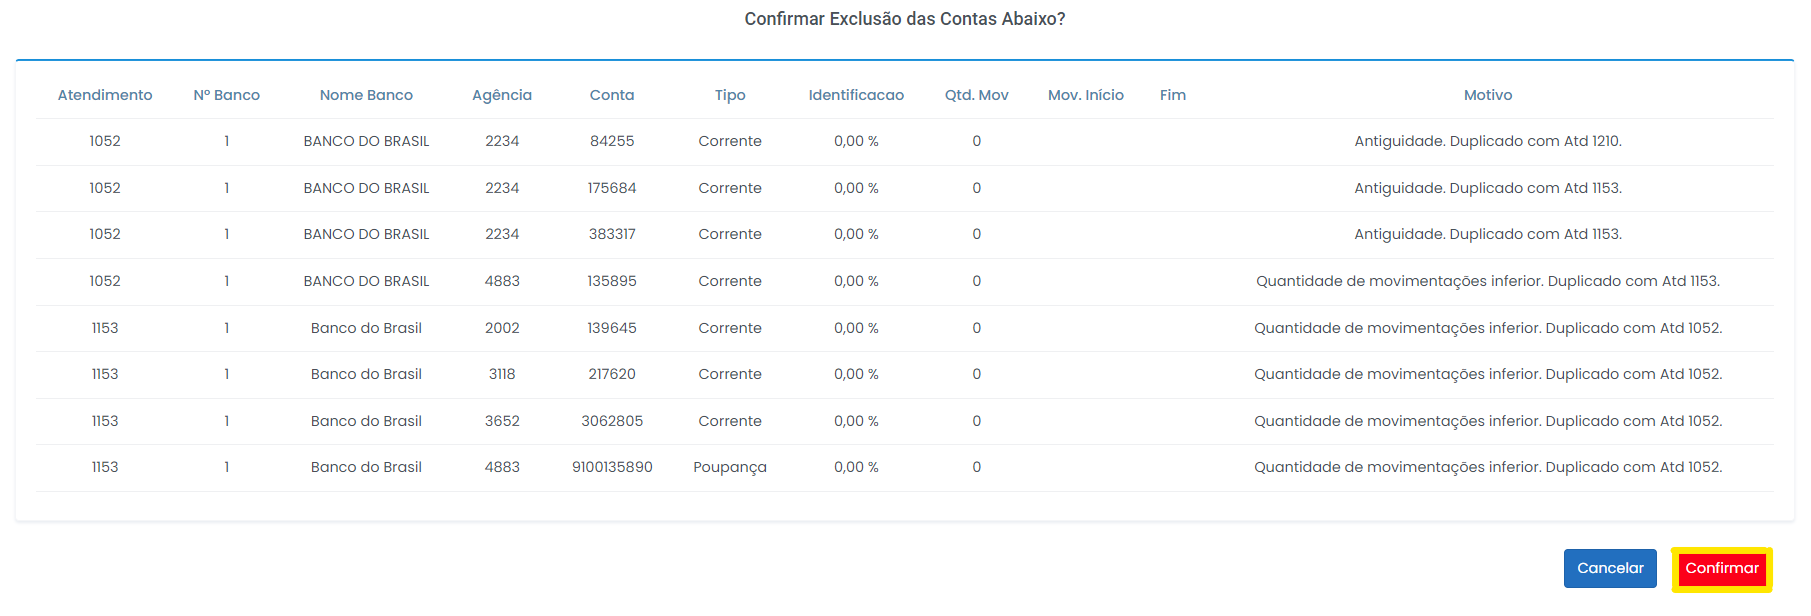 Confirmar Exclusão das Contas Abaixo?
Atendimento Nº Banco Nome Banco Agência Conta Tipo Identificacao Qtd. Mov Mov. Início Fim Motivo
1052 1 BANCO DO BRASIL 2234 84255 Corrente 0,00 % 0 Antiguidade. Duplicado com Atd 1210.
1052 1 BANCO DO BRASIL 2234 175684 Corrente 0,00 % 0 Antiguidade. Duplicado com Atd 1153.
1052 1 BANCO DO BRASIL 2234 383317 Corrente 0,00 % 0 Antiguidade. Duplicado com Atd 1153.
1052 1 BANCO DO BRASIL 4883 135895 Corrente 0,00 % 0 Quantidade de movimentações inferior. Duplicado com Atd 1153.
1153 1 Banco do Brasil 2002 139645 Corrente 0,00 % 0 Quantidade de movimentações inferior. Duplicado com Atd 1052.
1153 1 Banco do Brasil 3118 217620 Corrente 0,00 % 0 Quantidade de movimentações inferior. Duplicado com Atd 1052.
1153 1 Banco do Brasil 3652 3062805 Corrente 0,00 % 0 Quantidade de movimentações inferior. Duplicado com Atd 1052.
1153 1 Banco do Brasil 4883 9100135890 Poupança 0,00 % 0 Quantidade de movimentações inferior. Duplicado com Atd 1052.
Cancelar Confirmar